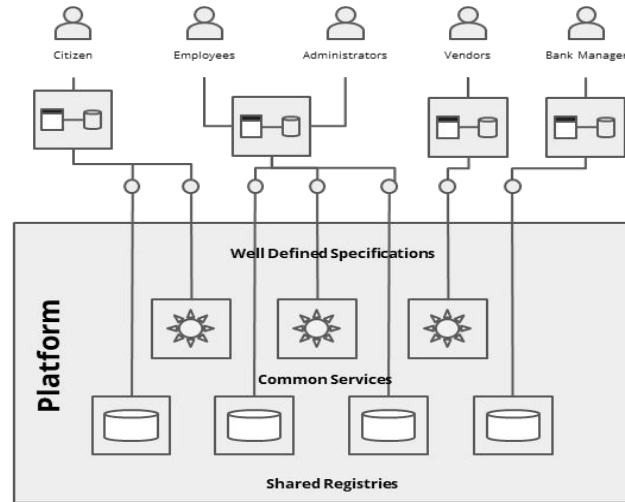 Citizen
Employees
Administrators
Vendors
Bank Manager
Well Defined Specifications
Platform
Common Services
Shared Registries